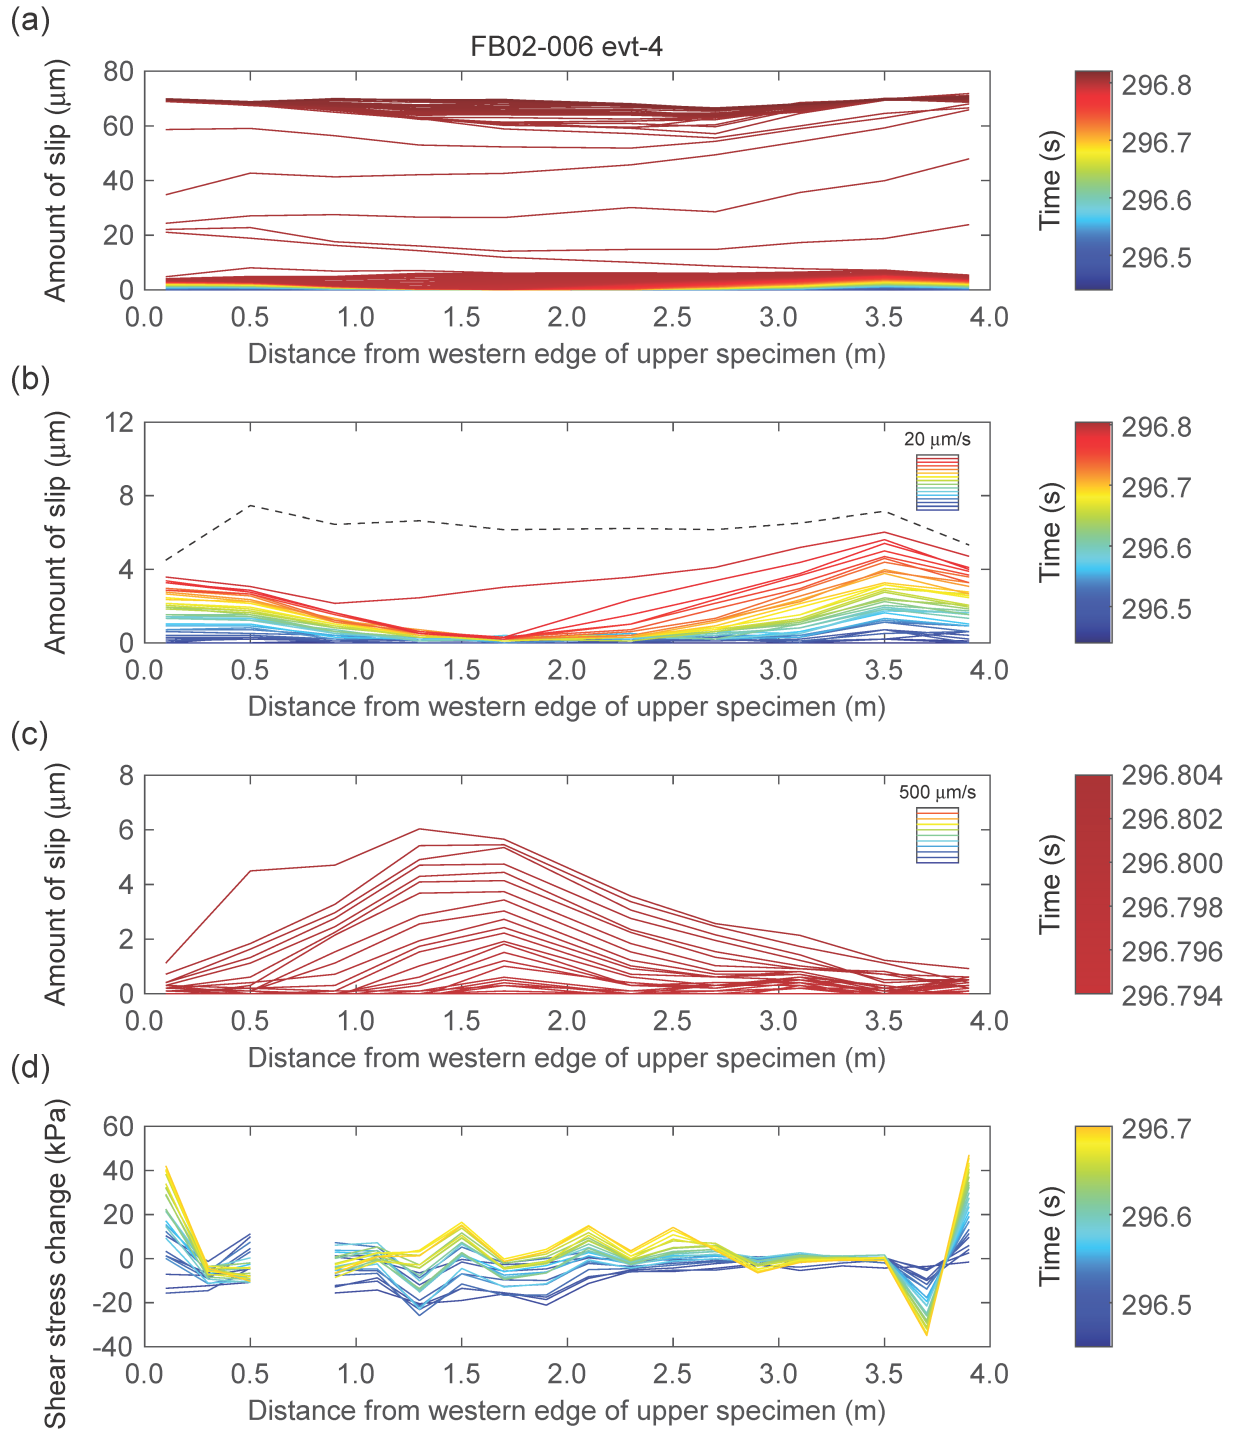 (a)
FB02-006 evt-4
Amount of slip (μm)
80
60
40
20
0
0.0 0.5 1.0 1.5 2.0 2.5 3.0 3.5 4.0
Distance from western edge of upper specimen (m)
Time (s)
296.8
296.7
296.6
296.5
(b)
Amount of slip (μm)
12
8
4
0
20 μm/s
0.0 0.5 1.0 1.5 2.0 2.5 3.0 3.5 4.0
Distance from western edge of upper specimen (m)
Time (s)
296.8
296.7
296.6
296.5
(c)
Amount of slip (μm)
8
6
4
2
0
500 μm/s
0.0 0.5 1.0 1.5 2.0 2.5 3.0 3.5 4.0
Distance from western edge of upper specimen (m)
Time (s)
296.804
296.802
296.800
296.798
296.796
296.794
(d)
Shear stress change (kPa)
60
40
20
0
-20
-40
0.0 0.5 1.0 1.5 2.0 2.5 3.0 3.5 4.0
Distance from western edge of upper specimen (m)
Time (s)
296.7
296.6
296.5